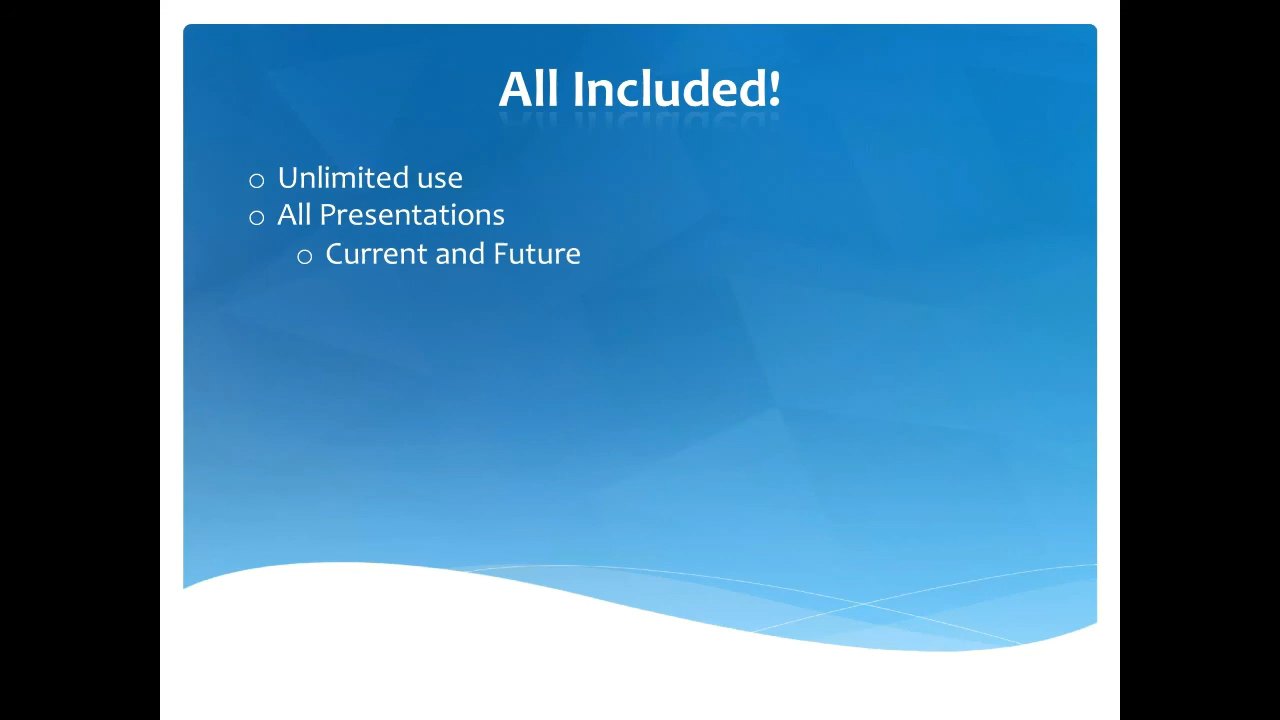 All Included!
Unlimited use
All Presentations
Current and Future